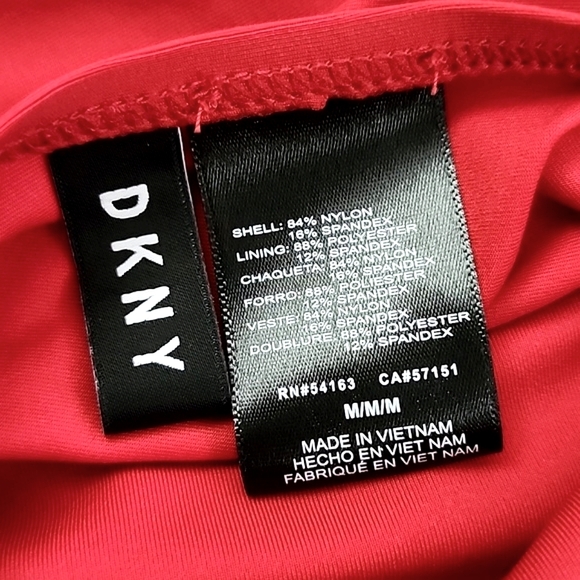 DKNY
SHELL: 84% NYLON
16% SPANDEX
LINING: 88% POLYESTER
12% SPANDEX
CHAQUETA: 84% NYLON
16% SPANDEX
FORRO: 88% POLYESTER
12% SPANDEX
VESTE: 84% NYLON
16% SPANDEX
DOUBLURE: 88% POLYESTER
12% SPANDEX
RN#54163 CA#57151
M/M/M
MADE IN VIETNAM
HECHO EN VIET NAM
FABRIQUÉ EN VIET NAM